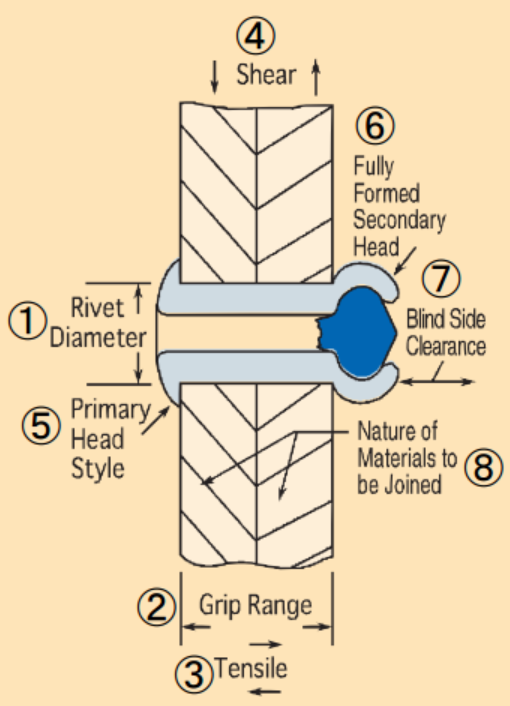 ④
Shear
⑥
Fully
Formed
Secondary
Head
⑦
Blind Side
Clearance
① Rivet
Diameter
⑤ Primary
Head
Style
Nature of
Materials to ⑧
be Joined
② Grip Range
③ Tensile